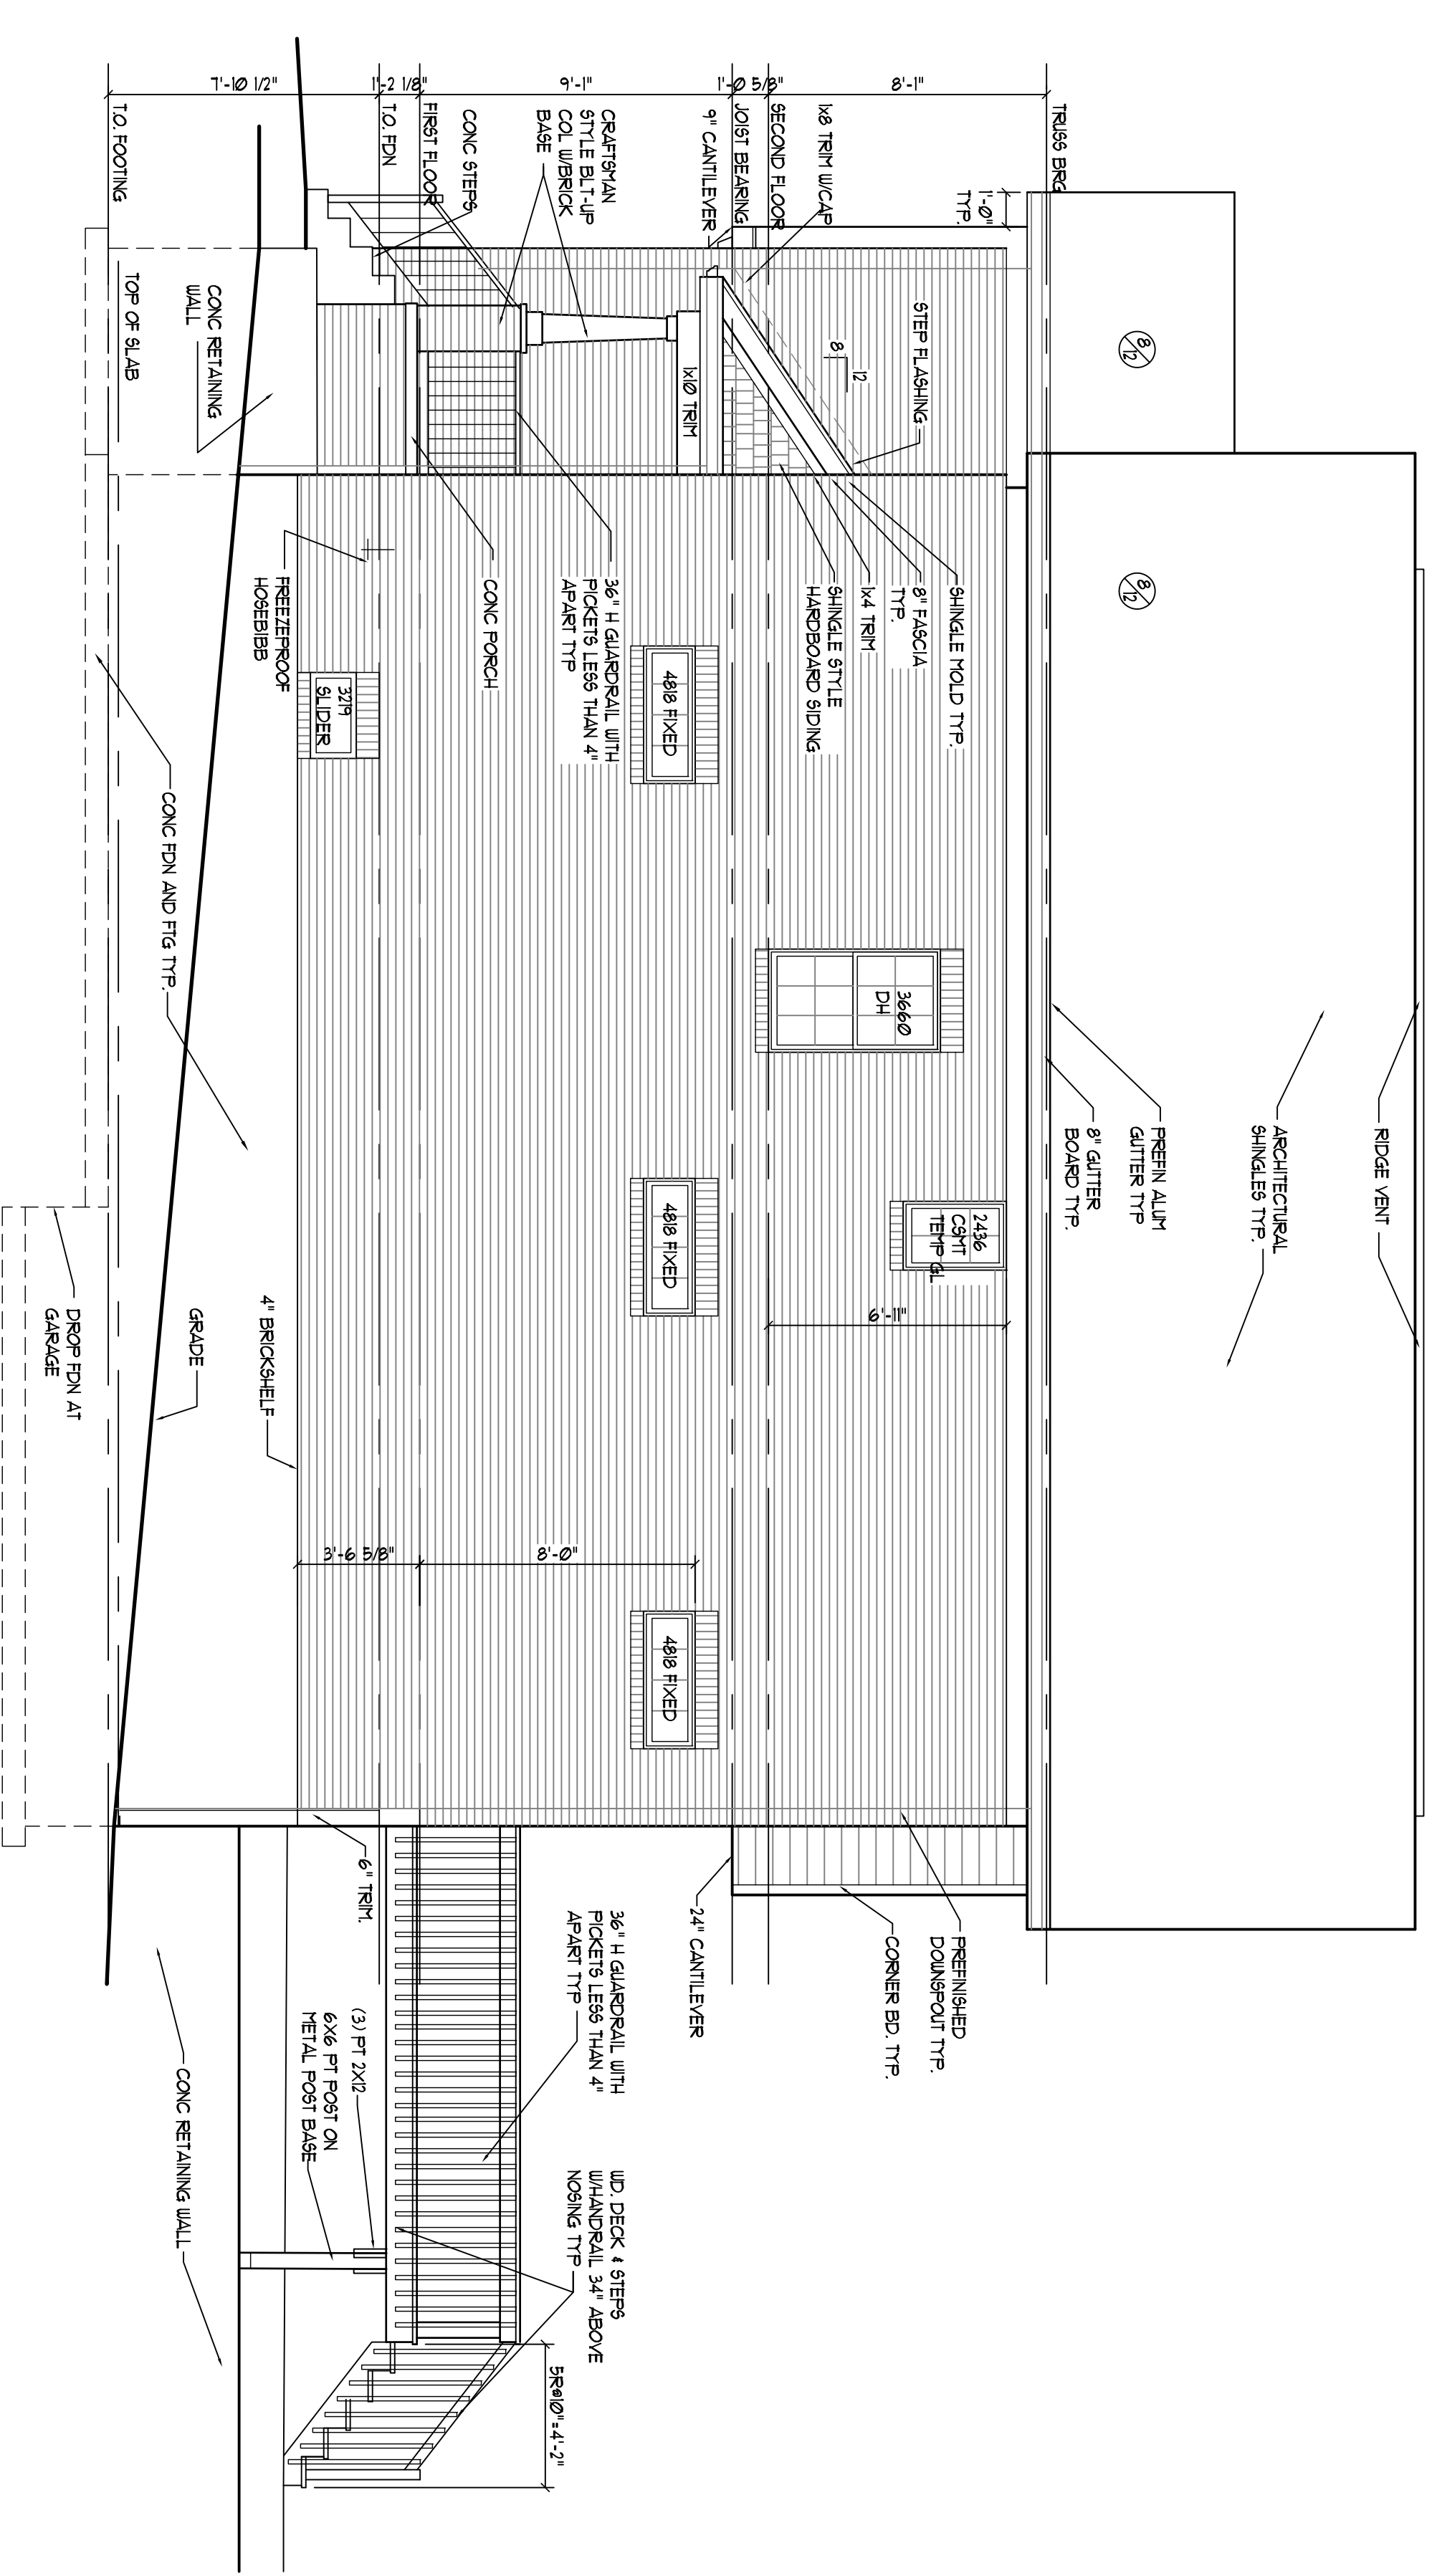 RIDGE VENT
ARCHITECTURAL
SHINGLES TYP.
PREFIN ALUM
GUTTER TYP
8" GUTTER
BOARD TYP.
8
12
8
12
TRUSS BRG
8'-1"
1'-0"
TYP.
1x8 TRIM W/CAP
SECOND FLOOR
1'-0 5/8"
JOIST BEARING
9" CANTILEVER
9'-1"
CRAFTSMAN
STYLE BLT-UP
COL W/BRICK
BASE
CONC STEPS
FIRST FLOOR
1'-2 1/8"
T.O. FDN
7'-10 1/2"
T.O. FOOTING
STEP FLASHING
12
8
1x10 TRIM
CONC RETAINING
WALL
TOP OF SLAB
SHINGLE MOLD TYP.
8" FASCIA
TYP.
1x4 TRIM
SHINGLE STYLE
HARDBOARD SIDING
36" H GUARDRAIL WITH
PICKETS LESS THAN 4"
APART TYP
CONC PORCH
FREEZEPROOF
HOSEBIBB
4818 FIXED
3219
SLIDER
CONC FDN AND FTG TYP.
3660
DH
2436
CSMT
TEMP GL
6'-11"
4818 FIXED
4" BRICKSHELF
GRADE
DROP FDN AT
GARAGE
8'-0"
3'-6 5/8"
4818 FIXED
6" TRIM.
PREFINISHED
DOWNSPOUT TYP.
CORNER BD. TYP.
24" CANTILEVER
36" H GUARDRAIL WITH
PICKETS LESS THAN 4"
APART TYP
(3) PT 2X12
6X6 PT POST ON
METAL POST BASE
CONC RETAINING WALL
WD. DECK & STEPS
W/HANDRAIL 34" ABOVE
NOSING TYP
5R@10"=4'-2"